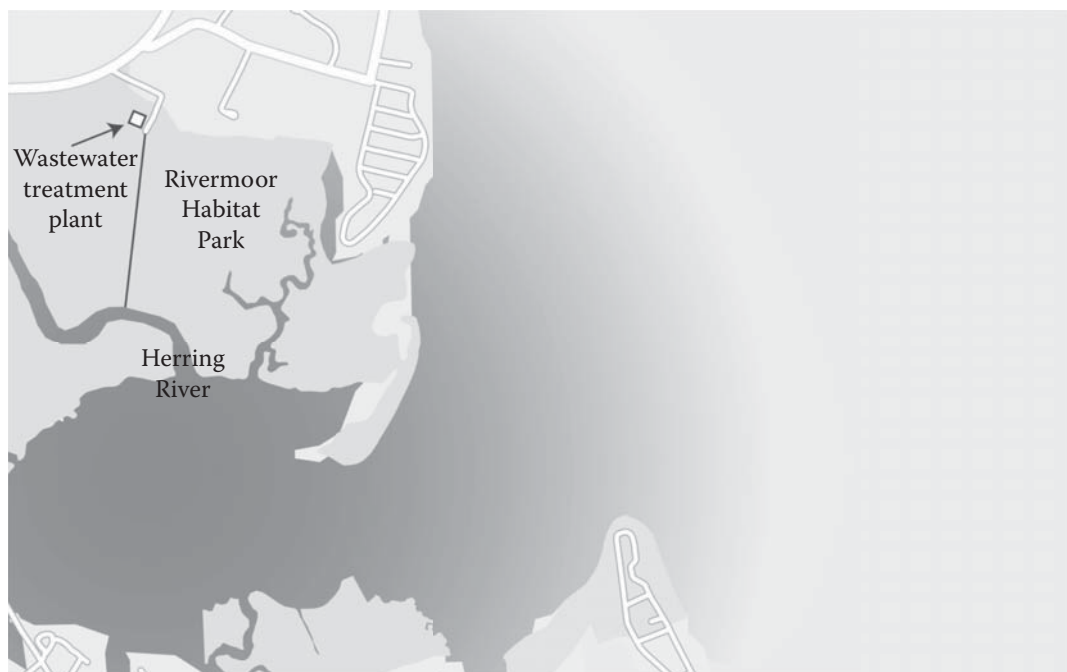 Wastewater
treatment
plant
Rivermoor
Habitat
Park
Herring
River